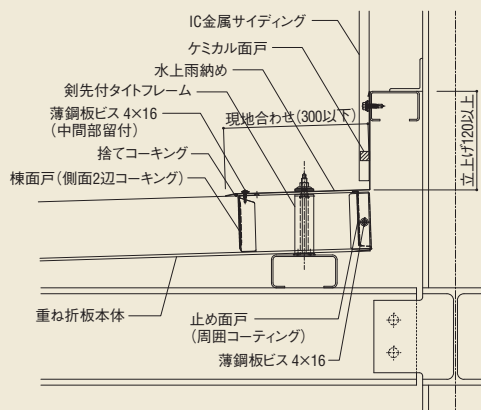 IC金属サイディング
ケミカル面戸
水上雨納め
剣先付タイトフレーム
薄鋼板ビス 4×16
(中間部留付)
現地合わせ(300以下)
捨てコーキング
棟面戸(側面2辺コーキング)
立上げ120以上
重ね折板本体
止め面戸
(周囲コーティング)
薄鋼板ビス 4×16